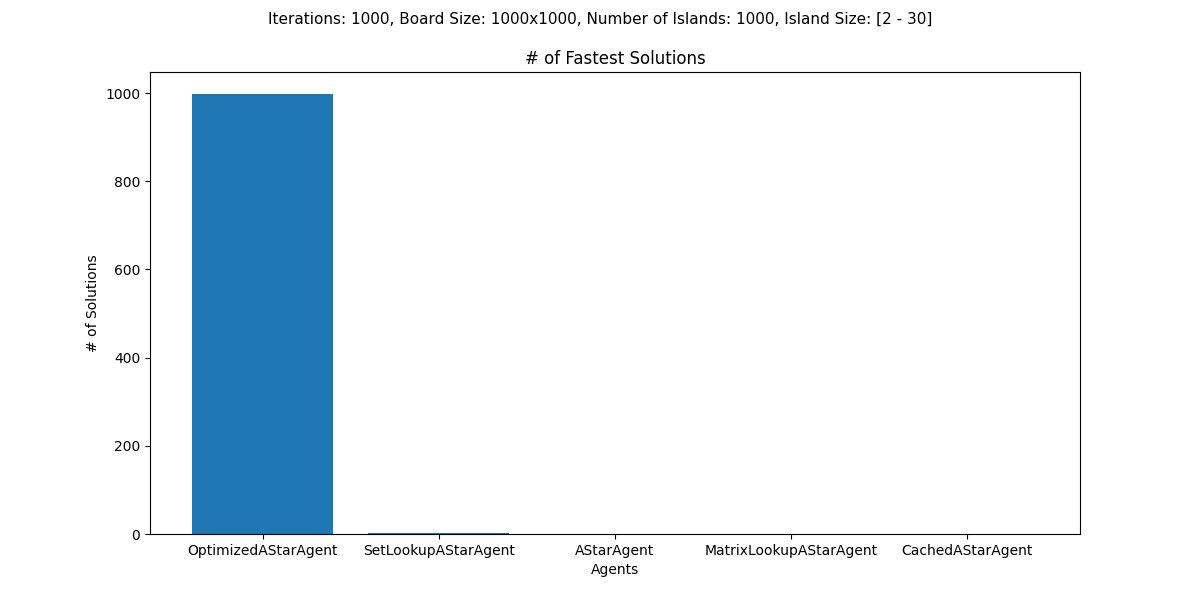 Iterations: 1000, Board Size: 1000x1000, Number of Islands: 1000, Island Size: [2 - 30]
# of Fastest Solutions
1000
800
600
400
200
0
# of Solutions
OptimizedAStarAgent SetLookupAStarAgent AStarAgent MatrixLookupAStarAgent CachedAStarAgent
Agents